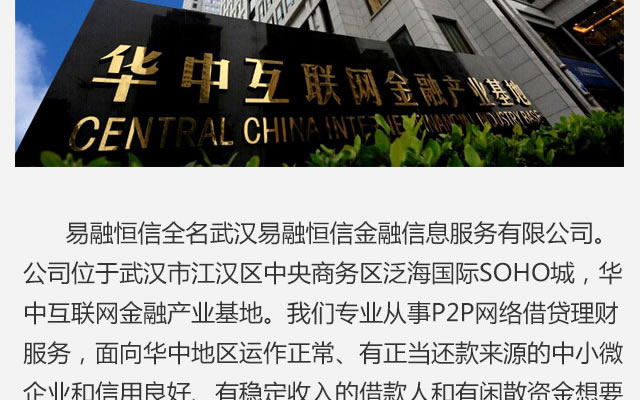 华中互联网金融产业基地
CENTRAL CHINA INTERNET FINANCIAL INDUSTRY BASE
易融恒信全名武汉易融恒信金融信息服务有限公司。
公司位于武汉市江汉区中央商务区泛海国际SOHO城，华
中互联网金融产业基地。我们专业从事P2P网络借贷理财
服务，面向华中地区运作正常、有正当还款来源的中小微
企业和信用良好、有稳定收入的借款人和有闲散资金想要